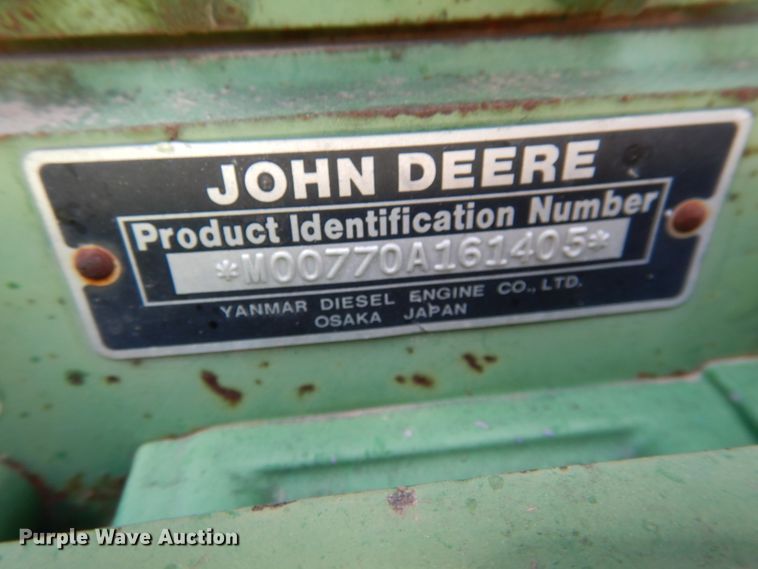 JOHN DEERE
Product Identification Number
*M00770A161405*
YANMAR DIESEL ENGINE CO., LTD.
OSAKA JAPAN
Purple Wave Auction